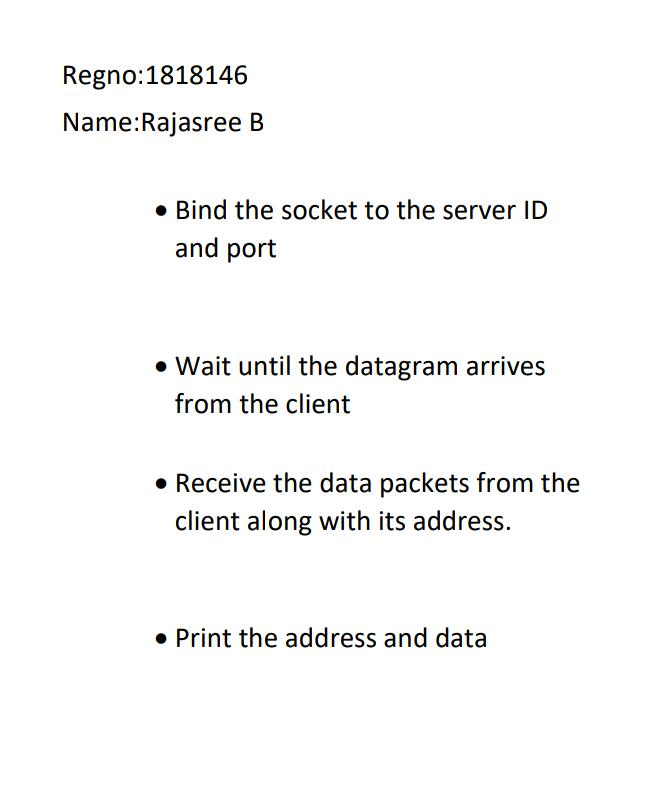 Regno:1818146
Name:Rajasree B
• Bind the socket to the server ID
and port
• Wait until the datagram arrives
from the client
• Receive the data packets from the
client along with its address.
• Print the address and data